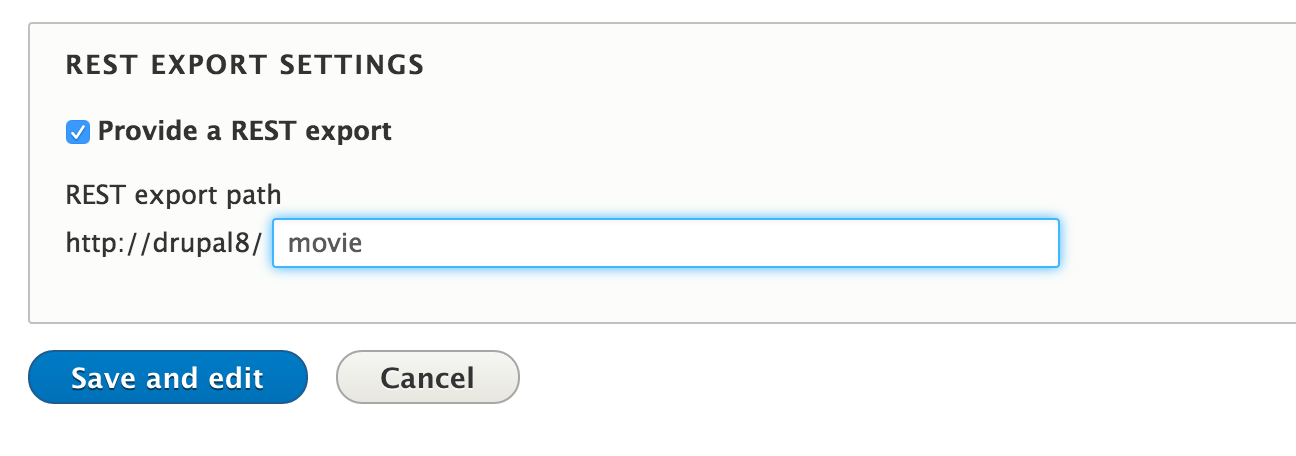 REST EXPORT SETTINGS
Provide a REST export
REST export path
http://drupal8/ movie
Save and edit Cancel